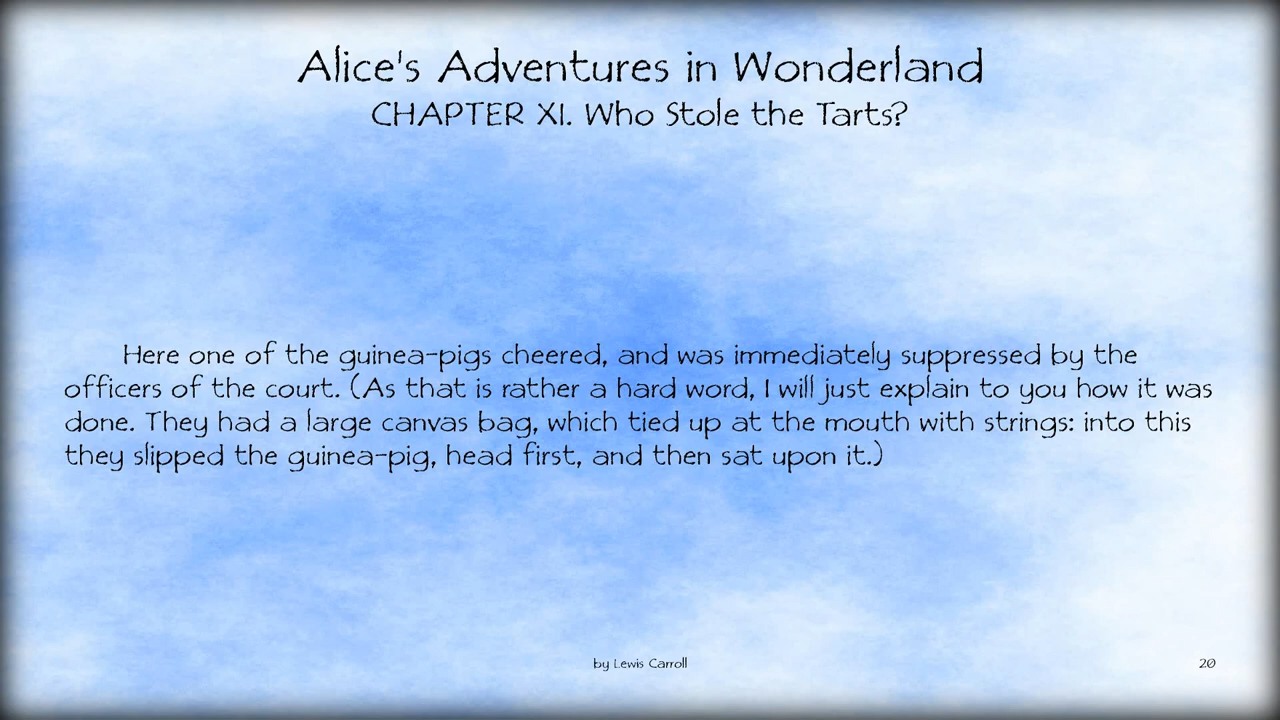 Alice's Adventures in Wonderland
CHAPTER XI. Who Stole the Tarts?
Here one of the guinea-pigs cheered, and was immediately suppressed by the
officers of the court. (As that is rather a hard word, I will just explain to you how it was
done. They had a large canvas bag, which tied up at the mouth with strings: into this
they slipped the guinea-pig, head first, and then sat upon it.)
by Lewis Carroll
20